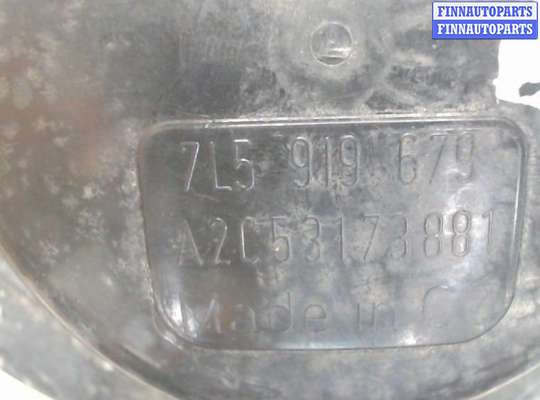 FINNAUTOPARTS
FINNAUTOPARTS
7L5 919 679
A2C53173881
Made in